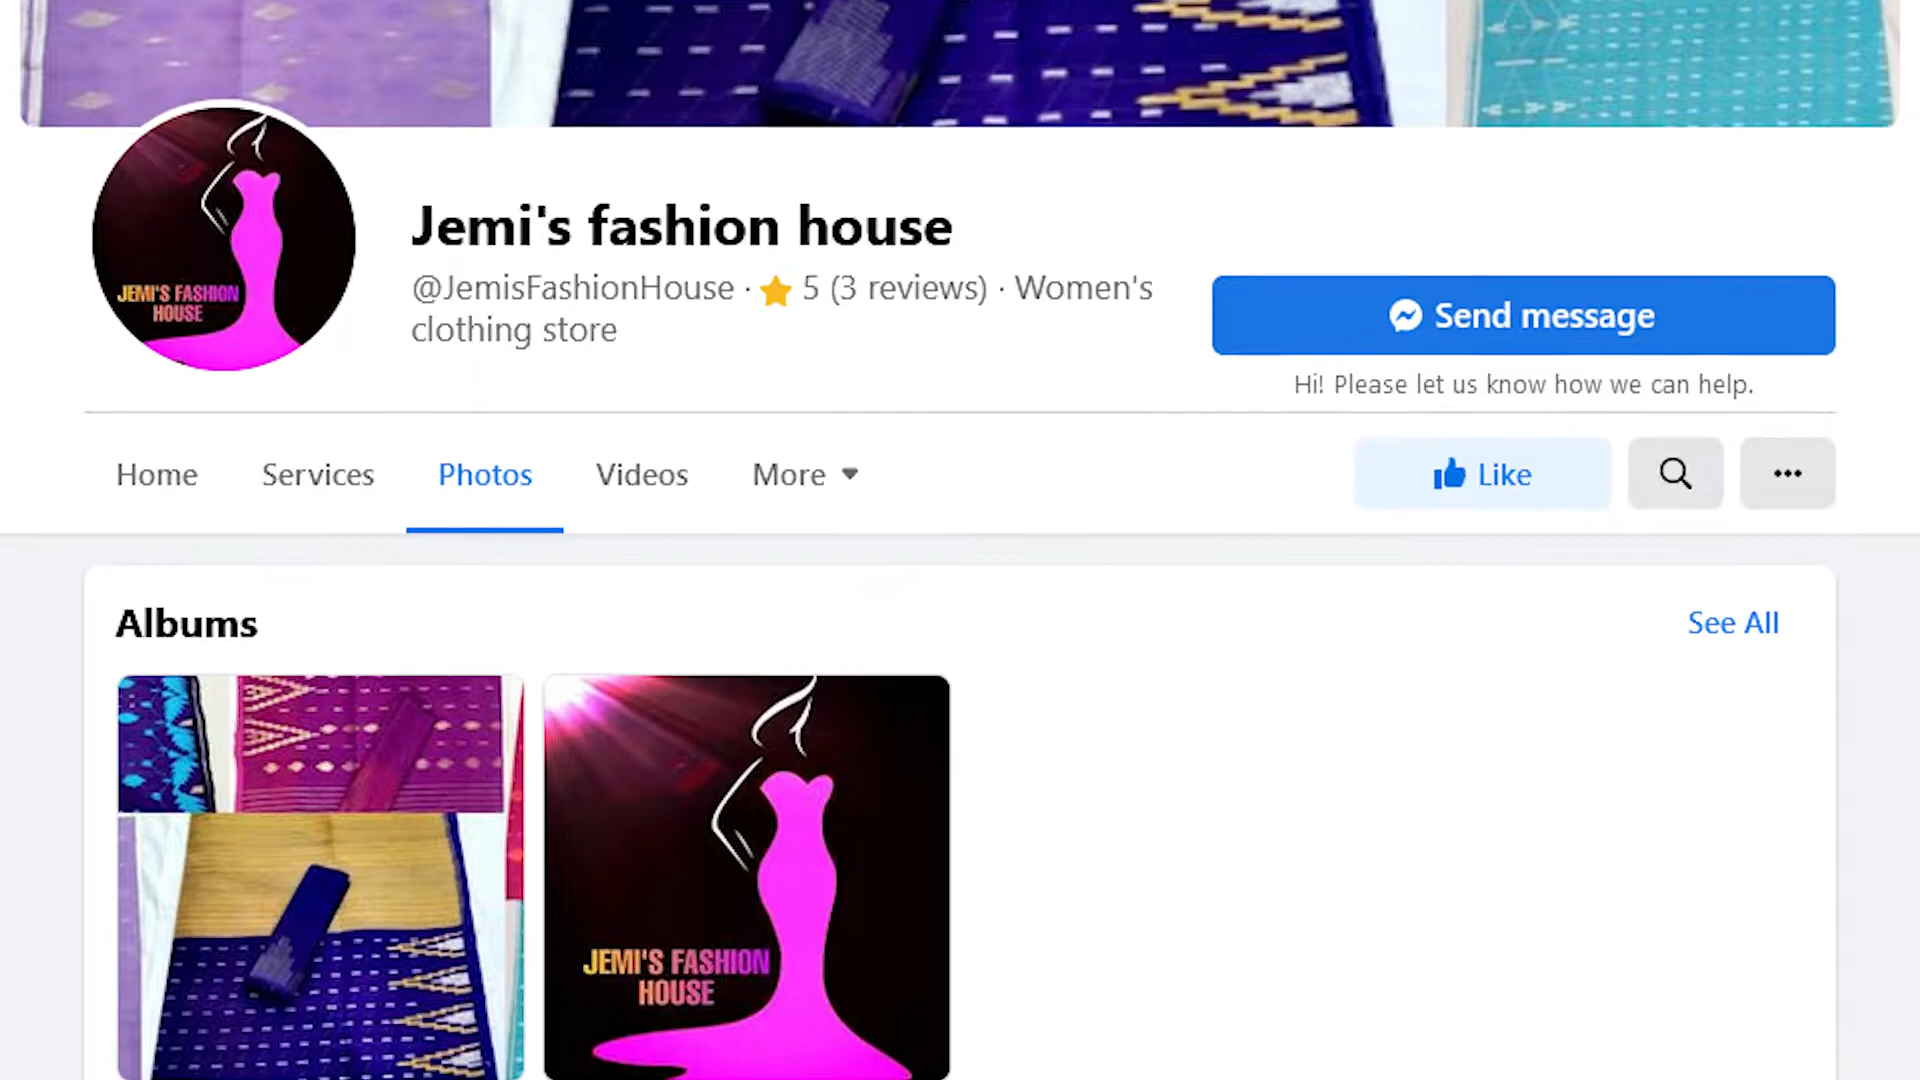 JEMI'S FASHION
HOUSE
Jemi's fashion house
@JemisFashionHouse · 5 (3 reviews) · Women's
clothing store
Send message
Hi! Please let us know how we can help.
Home Services Photos Videos More
Like
Albums
See All
JEMI'S FASHION
HOUSE